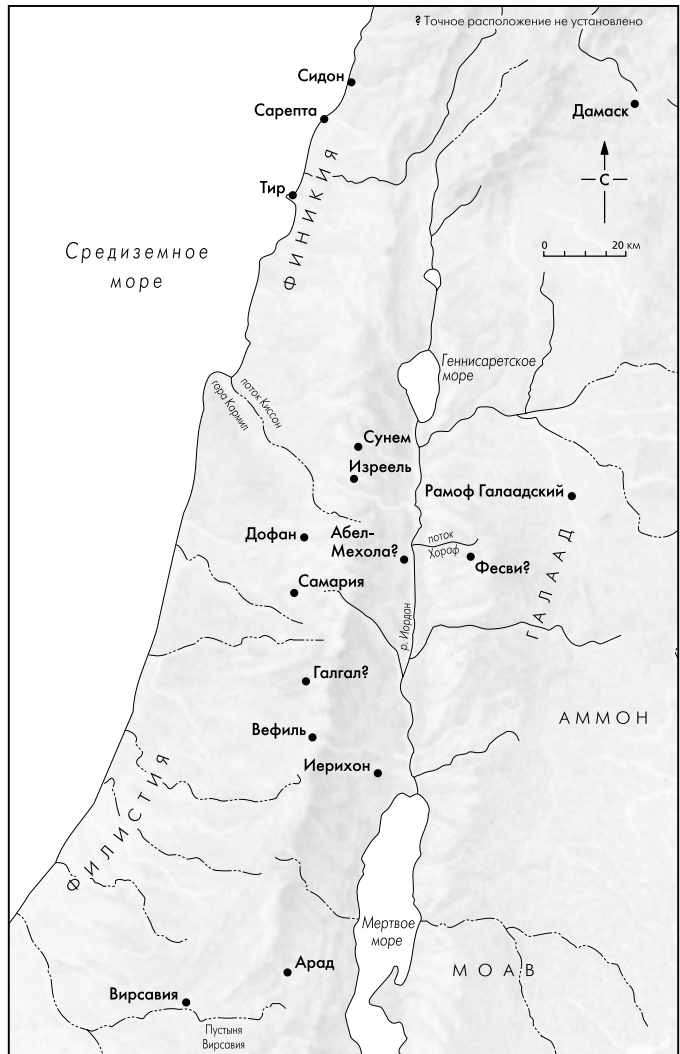 ? Точное расположение не установлено
Сидон
Дамаск
Сарепта
С
Тир
ФИНИКИЯ
0 20 км
Средиземное
море
Геннисаретское
море
гора Кармил
поток Киссон
Сунем
Изреель
Рамоф Галаадский
Дофан
Абел-
Мехола?
поток
Хораф
Фесви?
ГАЛААД
Самария
р. Иордан
Галгал?
АММОН
Вефиль
Иерихон
ФИЛИСТИЯ
Мертвое
море
Арад
МОАВ
Вирсавия
Пустыня
Вирсавия